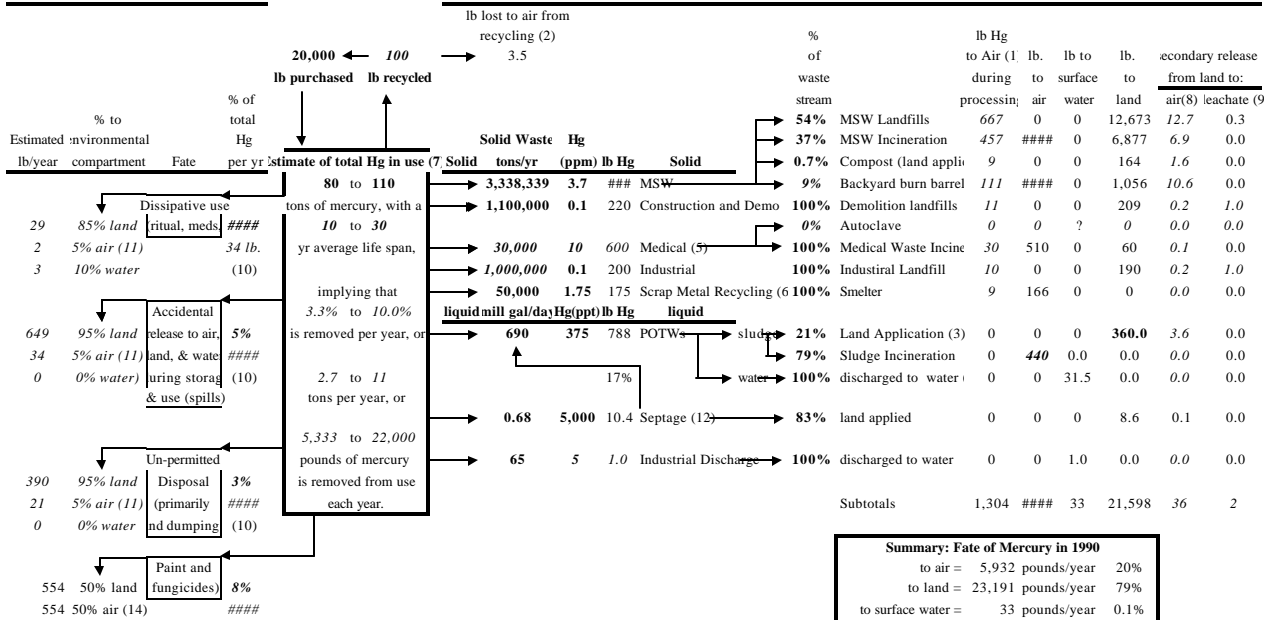 lb lost to air from
recycling (2) % lb Hg
20,000 100 3.5 of to Air (1) lb. lb to lb. econdary release
lb purchased lb recycled waste during to surface to from land to:
% of stream processing air water land air(8) leachate (9
% to total 54% MSW Landfills 667 0 0 12,673 12.7 0.3
Estimated environmental Hg Solid Waste Hg 37% MSW Incineration 457 #### 0 6,877 6.9 0.0
lb/year compartment Fate per yr Estimate of total Hg in use (7) Solid tons/yr (ppm) lb Hg Solid 0.7% Compost (land applic 9 0 0 164 1.6 0.0
80 to 110 3,338,339 3.7 ### MSW 9% Backyard burn barrel 111 #### 0 1,056 10.6 0.0
Dissipative use tons of mercury, with a 1,100,000 0.1 220 Construction and Demo 100% Demolition landfills 11 0 0 209 0.2 1.0
29 85% land (ritual, meds, #### 10 to 30 0% Autoclave 0 0 ? 0 0.0 0.0
2 5% air (11) 34 lb. yr average life span, 30,000 10 600 Medical (5) 100% Medical Waste Incine 30 510 0 60 0.1 0.0
3 10% water (10) 1,000,000 0.1 200 Industrial 100% Industiral Landfill 10 0 0 190 0.2 1.0
implying that 50,000 1.75 175 Scrap Metal Recycling (6 100% Smelter 9 166 0 0 0.0 0.0
Accidental 3.3% to 10.0% liquid mill gal/day Hg(ppt) lb Hg liquid
649 95% land release to air, 5% is removed per year, or 690 375 788 POTWs sludge 21% Land Application (3) 0 0 0 360.0 3.6 0.0
34 5% air (11) land, & wate #### 79% Sludge Incineration 0 440 0.0 0.0 0.0 0.0
0 0% water) uring storag (10) 2.7 to 11 17% water 100% discharged to water ( 0 0 31.5 0.0 0.0 0.0
& use (spills) tons per year, or
0.68 5,000 10.4 Septage (12) 83% land applied 0 0 0 8.6 0.1 0.0
5,333 to 22,000
Un-permitted pounds of mercury 65 5 1.0 Industrial Discharge 100% discharged to water 0 0 1.0 0.0 0.0 0.0
390 95% land Disposal 3% is removed from use
21 5% air (11) (primarily #### each year. Subtotals 1,304 #### 33 21,598 36 2
0 0% water nd dumping (10)
Summary: Fate of Mercury in 1990
Paint and to air = 5,932 pounds/year 20%
554 50% land fungicides) 8% to land = 23,191 pounds/year 79%
554 50% air (14) #### to surface water = 33 pounds/year 0.1%